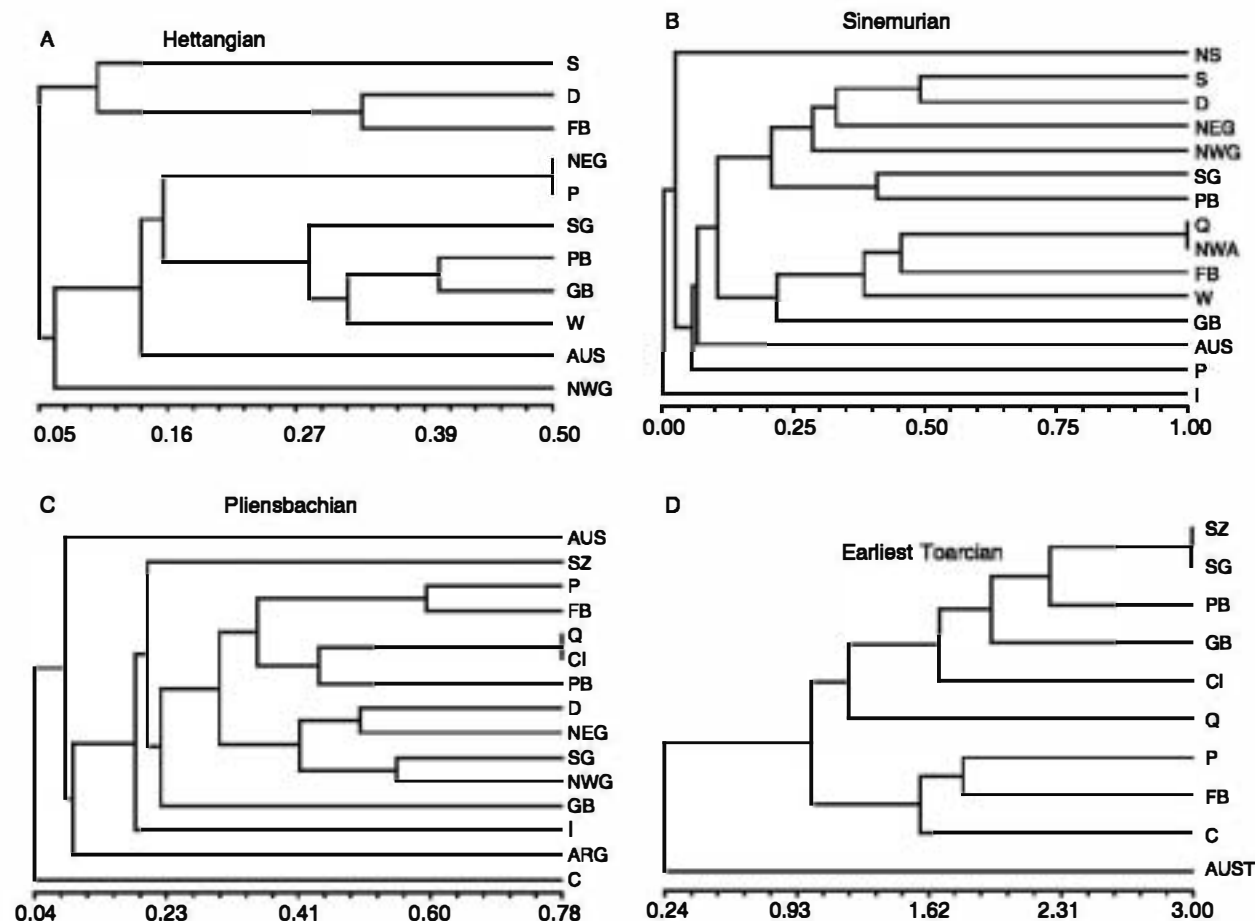 A
Hettangian
S
D
FB
NEG
P
SG
PB
GB
W
AUS
NWG
0.05 0.16 0.27 0.39 0.50
B
Sinemurian
NS
S
D
NEG
NWG
SG
PB
Q
NWA
FB
W
GB
AUS
P
I
0.00 0.25 0.50 0.75 1.00
C
Pliensbachian
AUS
SZ
P
FB
Q
CI
PB
D
NEG
SG
NWG
GB
I
ARG
C
0.04 0.23 0.41 0.60 0.78
D
Earliest Toarcian
SZ
SG
PB
GB
CI
Q
P
FB
C
AUST
0.24 0.93 1.62 2.31 3.00